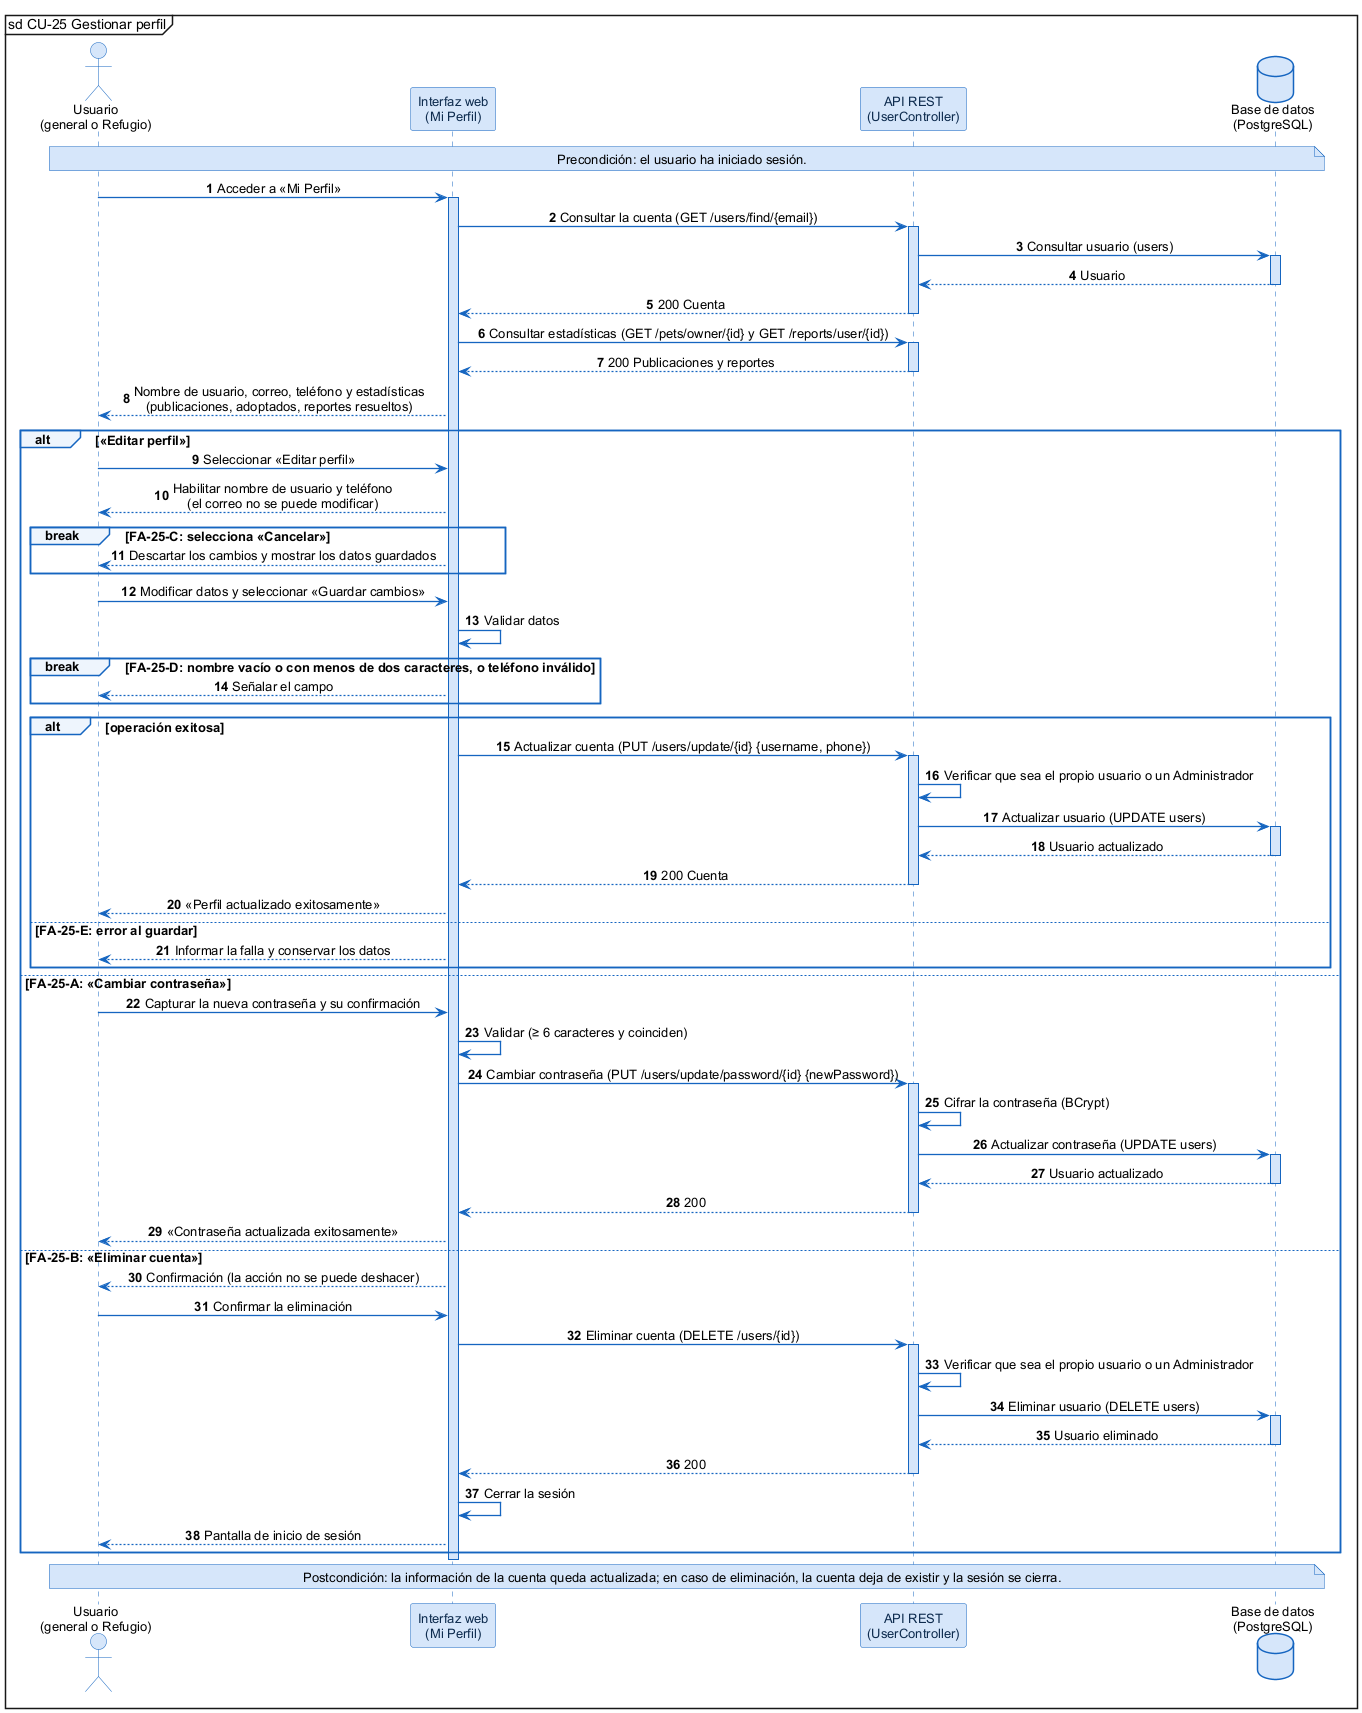 sd CU-25 Gestionar perfil
Usuario
(general o Refugio)
Interfaz web
(Mi Perfil)
API REST
(UserController)
Base de datos
(PostgreSQL)
Precondición: el usuario ha iniciado sesión.
1 Acceder a «Mi Perfil»
2 Consultar la cuenta (GET /users/find/{email})
3 Consultar usuario (users)
4 Usuario
5 200 Cuenta
6 Consultar estadísticas (GET /pets/owner/{id} y GET /reports/user/{id})
7 200 Publicaciones y reportes
8 Nombre de usuario, correo, teléfono y estadísticas
(publicaciones, adoptados, reportes resueltos)
alt [«Editar perfil»]
9 Seleccionar «Editar perfil»
10 Habilitar nombre de usuario y teléfono
(el correo no se puede modificar)
break [FA-25-C: selecciona «Cancelar»]
11 Descartar los cambios y mostrar los datos guardados
12 Modificar datos y seleccionar «Guardar cambios»
13 Validar datos
break [FA-25-D: nombre vacío o con menos de dos caracteres, o teléfono inválido]
14 Señalar el campo
alt [operación exitosa]
15 Actualizar cuenta (PUT /users/update/{id} {username, phone})
16 Verificar que sea el propio usuario o un Administrador
17 Actualizar usuario (UPDATE users)
18 Usuario actualizado
19 200 Cuenta
20 «Perfil actualizado exitosamente»
[FA-25-E: error al guardar]
21 Informar la falla y conservar los datos
[FA-25-A: «Cambiar contraseña»]
22 Capturar la nueva contraseña y su confirmación
23 Validar (≥ 6 caracteres y coinciden)
24 Cambiar contraseña (PUT /users/update/password/{id} {newPassword})
25 Cifrar la contraseña (BCrypt)
26 Actualizar contraseña (UPDATE users)
27 Usuario actualizado
28 200
29 «Contraseña actualizada exitosamente»
[FA-25-B: «Eliminar cuenta»]
30 Confirmación (la acción no se puede deshacer)
31 Confirmar la eliminación
32 Eliminar cuenta (DELETE /users/{id})
33 Verificar que sea el propio usuario o un Administrador
34 Eliminar usuario (DELETE users)
35 Usuario eliminado
36 200
37 Cerrar la sesión
38 Pantalla de inicio de sesión
Postcondición: la información de la cuenta queda actualizada; en caso de eliminación, la cuenta deja de existir y la sesión se cierra.
Usuario
(general o Refugio)
Interfaz web
(Mi Perfil)
API REST
(UserController)
Base de datos
(PostgreSQL)